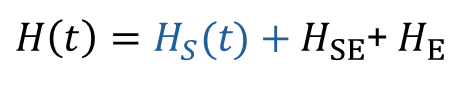 H(t) = H_S(t) + H_SE + H_E